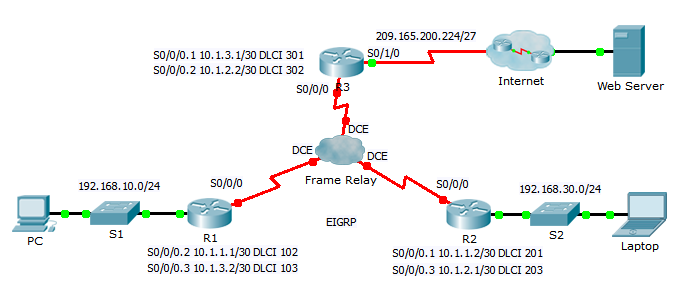 209.165.200.224/27
S0/0/0.1 10.1.3.1/30 DLCI 301
S0/0/0.2 10.1.2.2/30 DLCI 302
S0/1/0
Internet
Web Server
R3
S0/0/0
DCE
DCE
DCE
Frame Relay
192.168.10.0/24
S0/0/0
S0/0/0
192.168.30.0/24
PC
S1
R1
EIGRP
R2
S2
Laptop
S0/0/0.2 10.1.1.1/30 DLCI 102
S0/0/0.3 10.1.3.2/30 DLCI 103
S0/0/0.1 10.1.1.2/30 DLCI 201
S0/0/0.3 10.1.2.1/30 DLCI 203